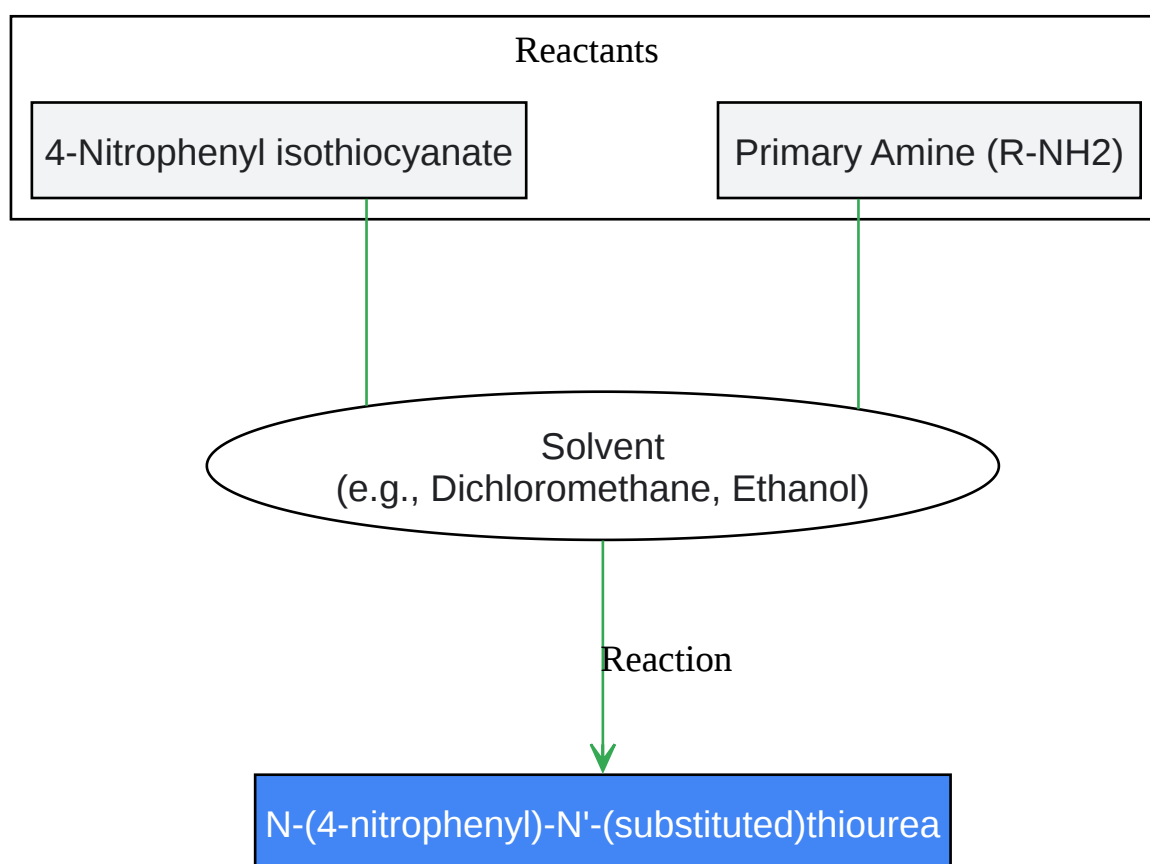 Reactants
4-Nitrophenyl isothiocyanate
Primary Amine (R-NH2)
Solvent
(e.g., Dichloromethane, Ethanol)
Reaction
N-(4-nitrophenyl)-N'-(substituted)thiourea